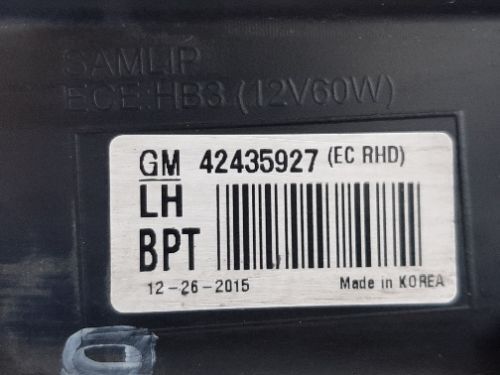 SAMLIP
ECE:HB3 (12V60W)
GM 42435927 (EC RHD)
LH
BPT
12-26-2015 Made in KOREA